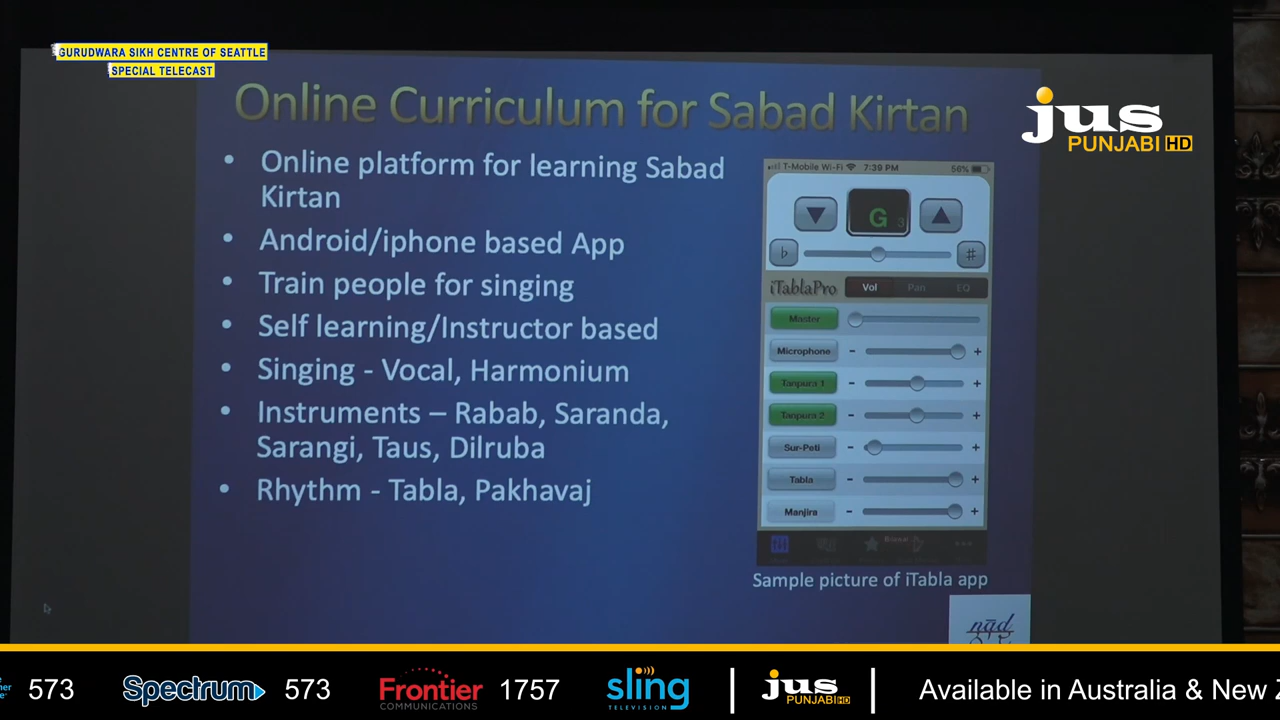 GURUDWARA SIKH CENTRE OF SEATTLE
SPECIAL TELECAST
jus
PUNJABI HD
Online Curriculum for Sabad Kirtan
• Online platform for learning Sabad
Kirtan
• Android/iphone based App
• Train people for singing
• Self learning/Instructor based
• Singing - Vocal, Harmonium
• Instruments – Rabab, Saranda,
Sarangi, Taus, Dilruba
• Rhythm - Tabla, Pakhavaj
T-Mobile Wi-Fi 7:39 PM 56%
G 3
♭ ♯
iTablaPro Vol Pan EQ
Master
Microphone - +
Tanpura 1 - +
Tanpura 2 - +
Sur-Peti - +
Tabla - +
Manjira - +
Sample picture of iTabla app
nād
573 Spectrum 573 Frontier COMMUNICATIONS 1757 sling TELEVISION jus PUNJABI HD Available in Australia & New Z